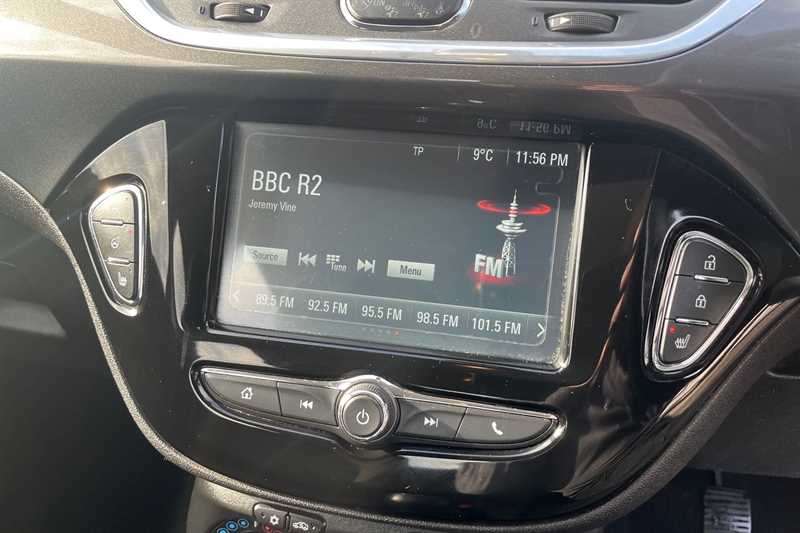 TP 9°C 11:56 PM
BBC R2
Jeremy Vine
Source Tune Menu
FM
89.5 FM 92.5 FM 95.5 FM 98.5 FM 101.5 FM